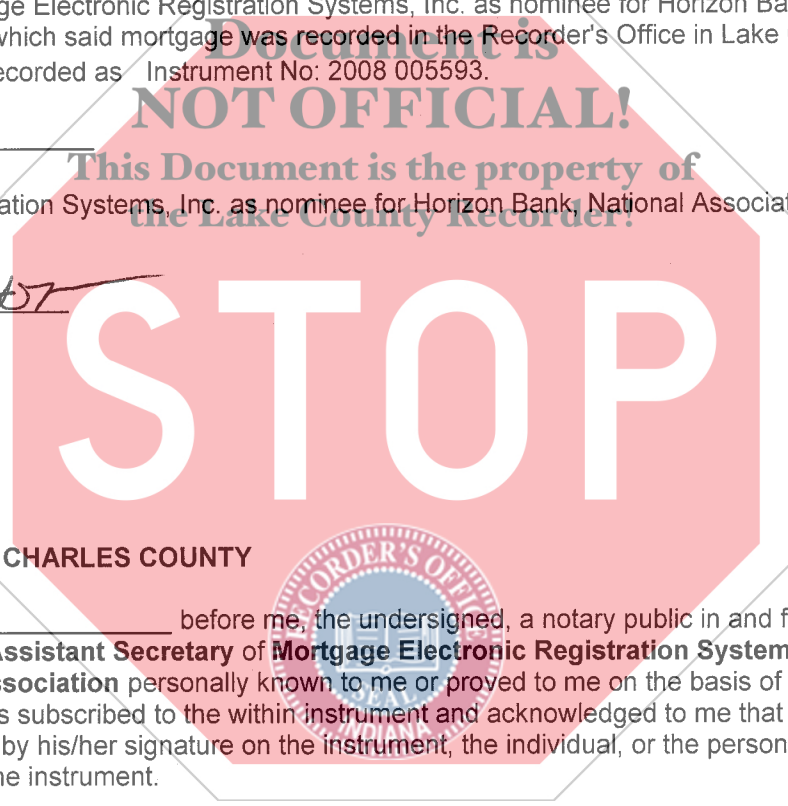 ge Electronic Registration Systems, Inc. as nominee for Horizon Ba
Document is
which said mortgage was recorded in the Recorder's Office in Lake
ecorded as Instrument No: 2008 005593.
NOT OFFICIAL!
This Document is the property of
ation Systems, Inc. as nominee for Horizon Bank, National Associat
the Lake County Recorder!
STOP
CHARLES COUNTY
RECORDER'S OFFICE
before me, the undersigned, a notary public in and f
Assistant Secretary of Mortgage Electronic Registration System
ssociation personally known to me or proved to me on the basis of
s subscribed to the within instrument and acknowledged to me that
SEAL
INDIANA
by his/her signature on the instrument, the individual, or the person
ne instrument.